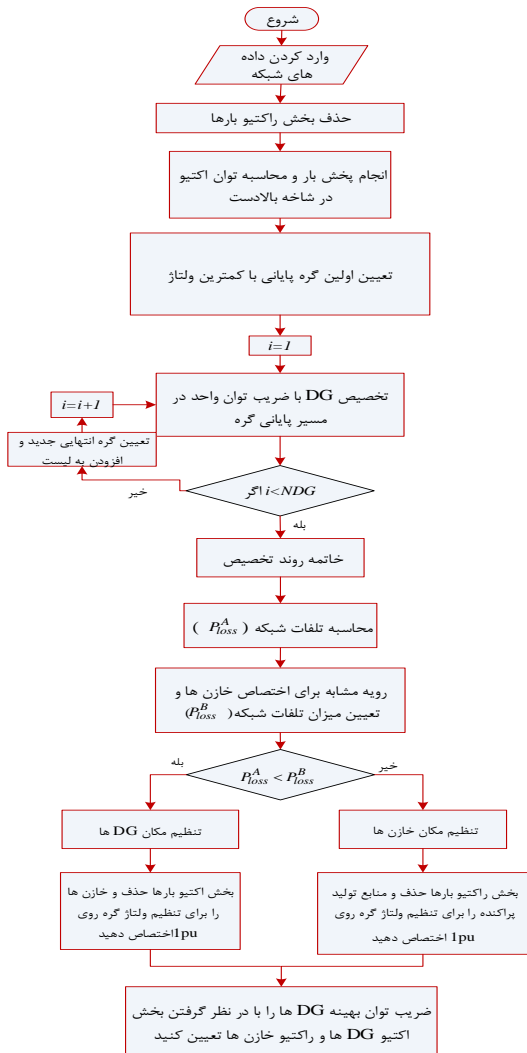 شروع
وارد کردن داده
های شبکه
حذف بخش راکتیو بارها
انجام پخش بار و محاسبه توان اکتیو
در شاخه بالادست
تعیین اولین گره پایانی با کمترین ولتاژ
i=1
تخصیص DG با ضریب توان واحد در
مسیر پایانی گره
i=i+1
تعیین گره انتهایی جدید و
افزودن به لیست
خیر
اگر i<NDG
بله
خاتمه روند تخصیص
محاسبه تلفات شبکه (P_loss^A)
رویه مشابه برای اختصاص خازن ها و
تعیین میزان تلفات شبکه (P_loss^B)
بله
P_loss^A < P_loss^B
خیر
تنظیم مکان خازن ها
تنظیم مکان DG ها
بخش راکتیو بارها حذف و منابع تولید
پراکنده را برای تنظیم ولتاژ گره روی
1pu اختصاص دهید
بخش اکتیو بارها حذف و خازن ها
را برای تنظیم ولتاژ گره روی
1pu اختصاص دهید
ضریب توان بهینه DG ها را با در نظر گرفتن بخش
اکتیو DG ها و راکتیو خازن ها تعیین کنید